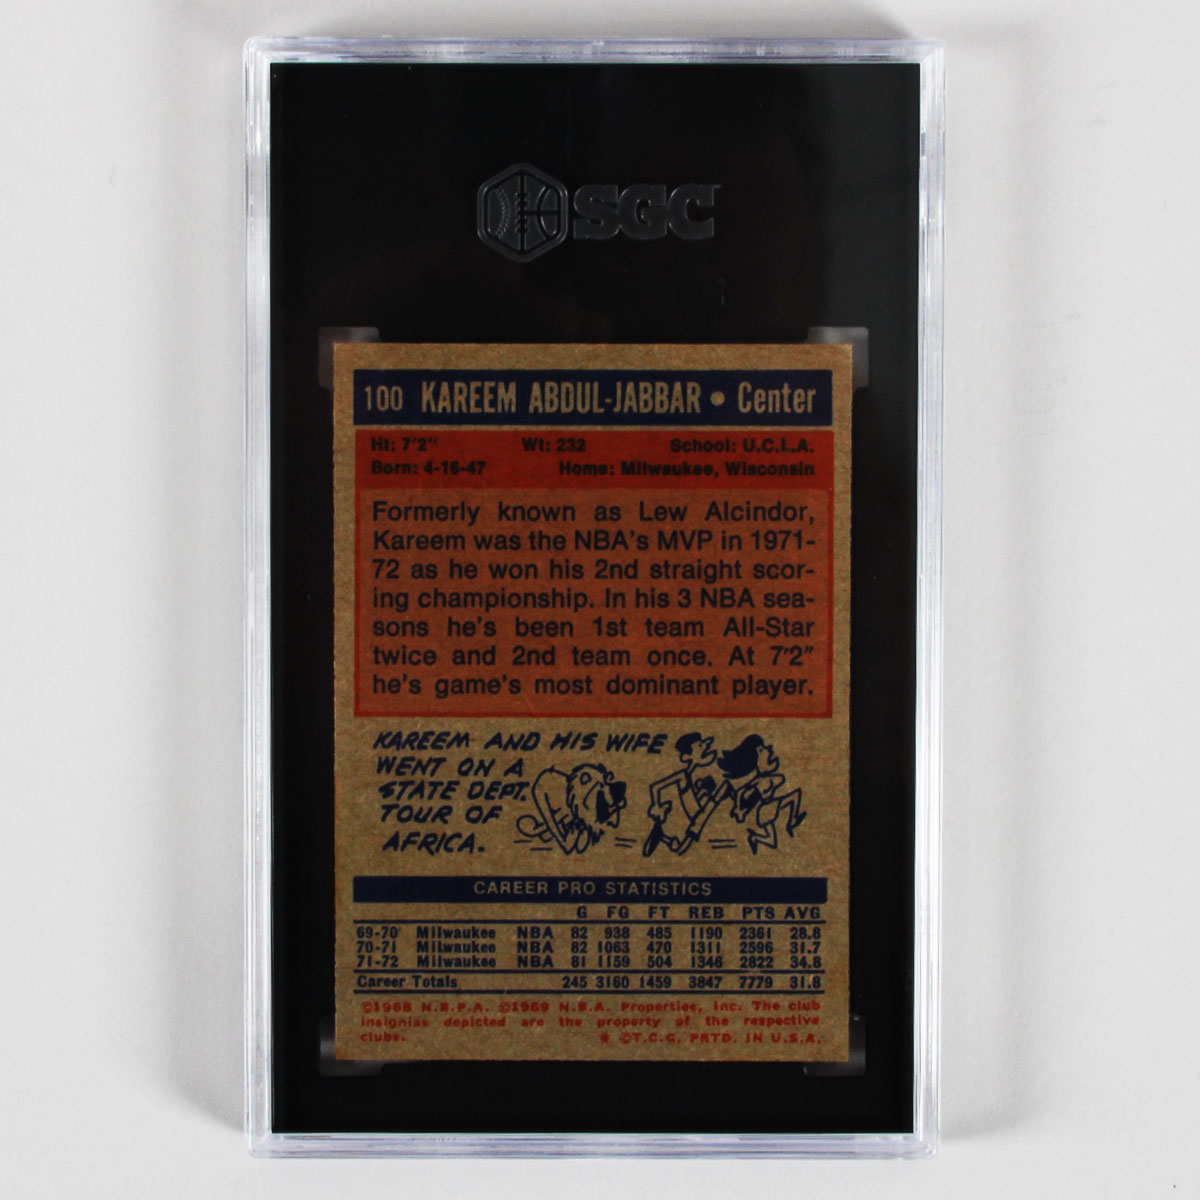 SGC
100 KAREEM ABDUL-JABBAR • Center
Ht: 7'2" Wt: 232 School: U.C.L.A.
Born: 4-16-47 Home: Milwaukee, Wisconsin
Formerly known as Lew Alcindor,
Kareem was the NBA's MVP in 1971-
72 as he won his 2nd straight scor-
ing championship. In his 3 NBA sea-
sons he's been 1st team All-Star
twice and 2nd team once. At 7'2"
he's game's most dominant player.
KAREEM AND HIS WIFE
WENT ON A
STATE DEPT.
TOUR OF
AFRICA.
CAREER PRO STATISTICS
G FG FT REB PTS AVG
69-70 Milwaukee NBA 82 938 485 1190 2361 28.8
70-71 Milwaukee NBA 82 1063 470 1311 2596 31.7
71-72 Milwaukee NBA 81 1159 504 1346 2822 34.8
Career Totals 245 3160 1459 3847 7779 31.8
©1968 N.B.P.A. ©1969 N.B.A. Properties, Inc. The club
insignias depicted are the property of the respective
clubs. * ©T.C.G. PRTD. IN U.S.A.